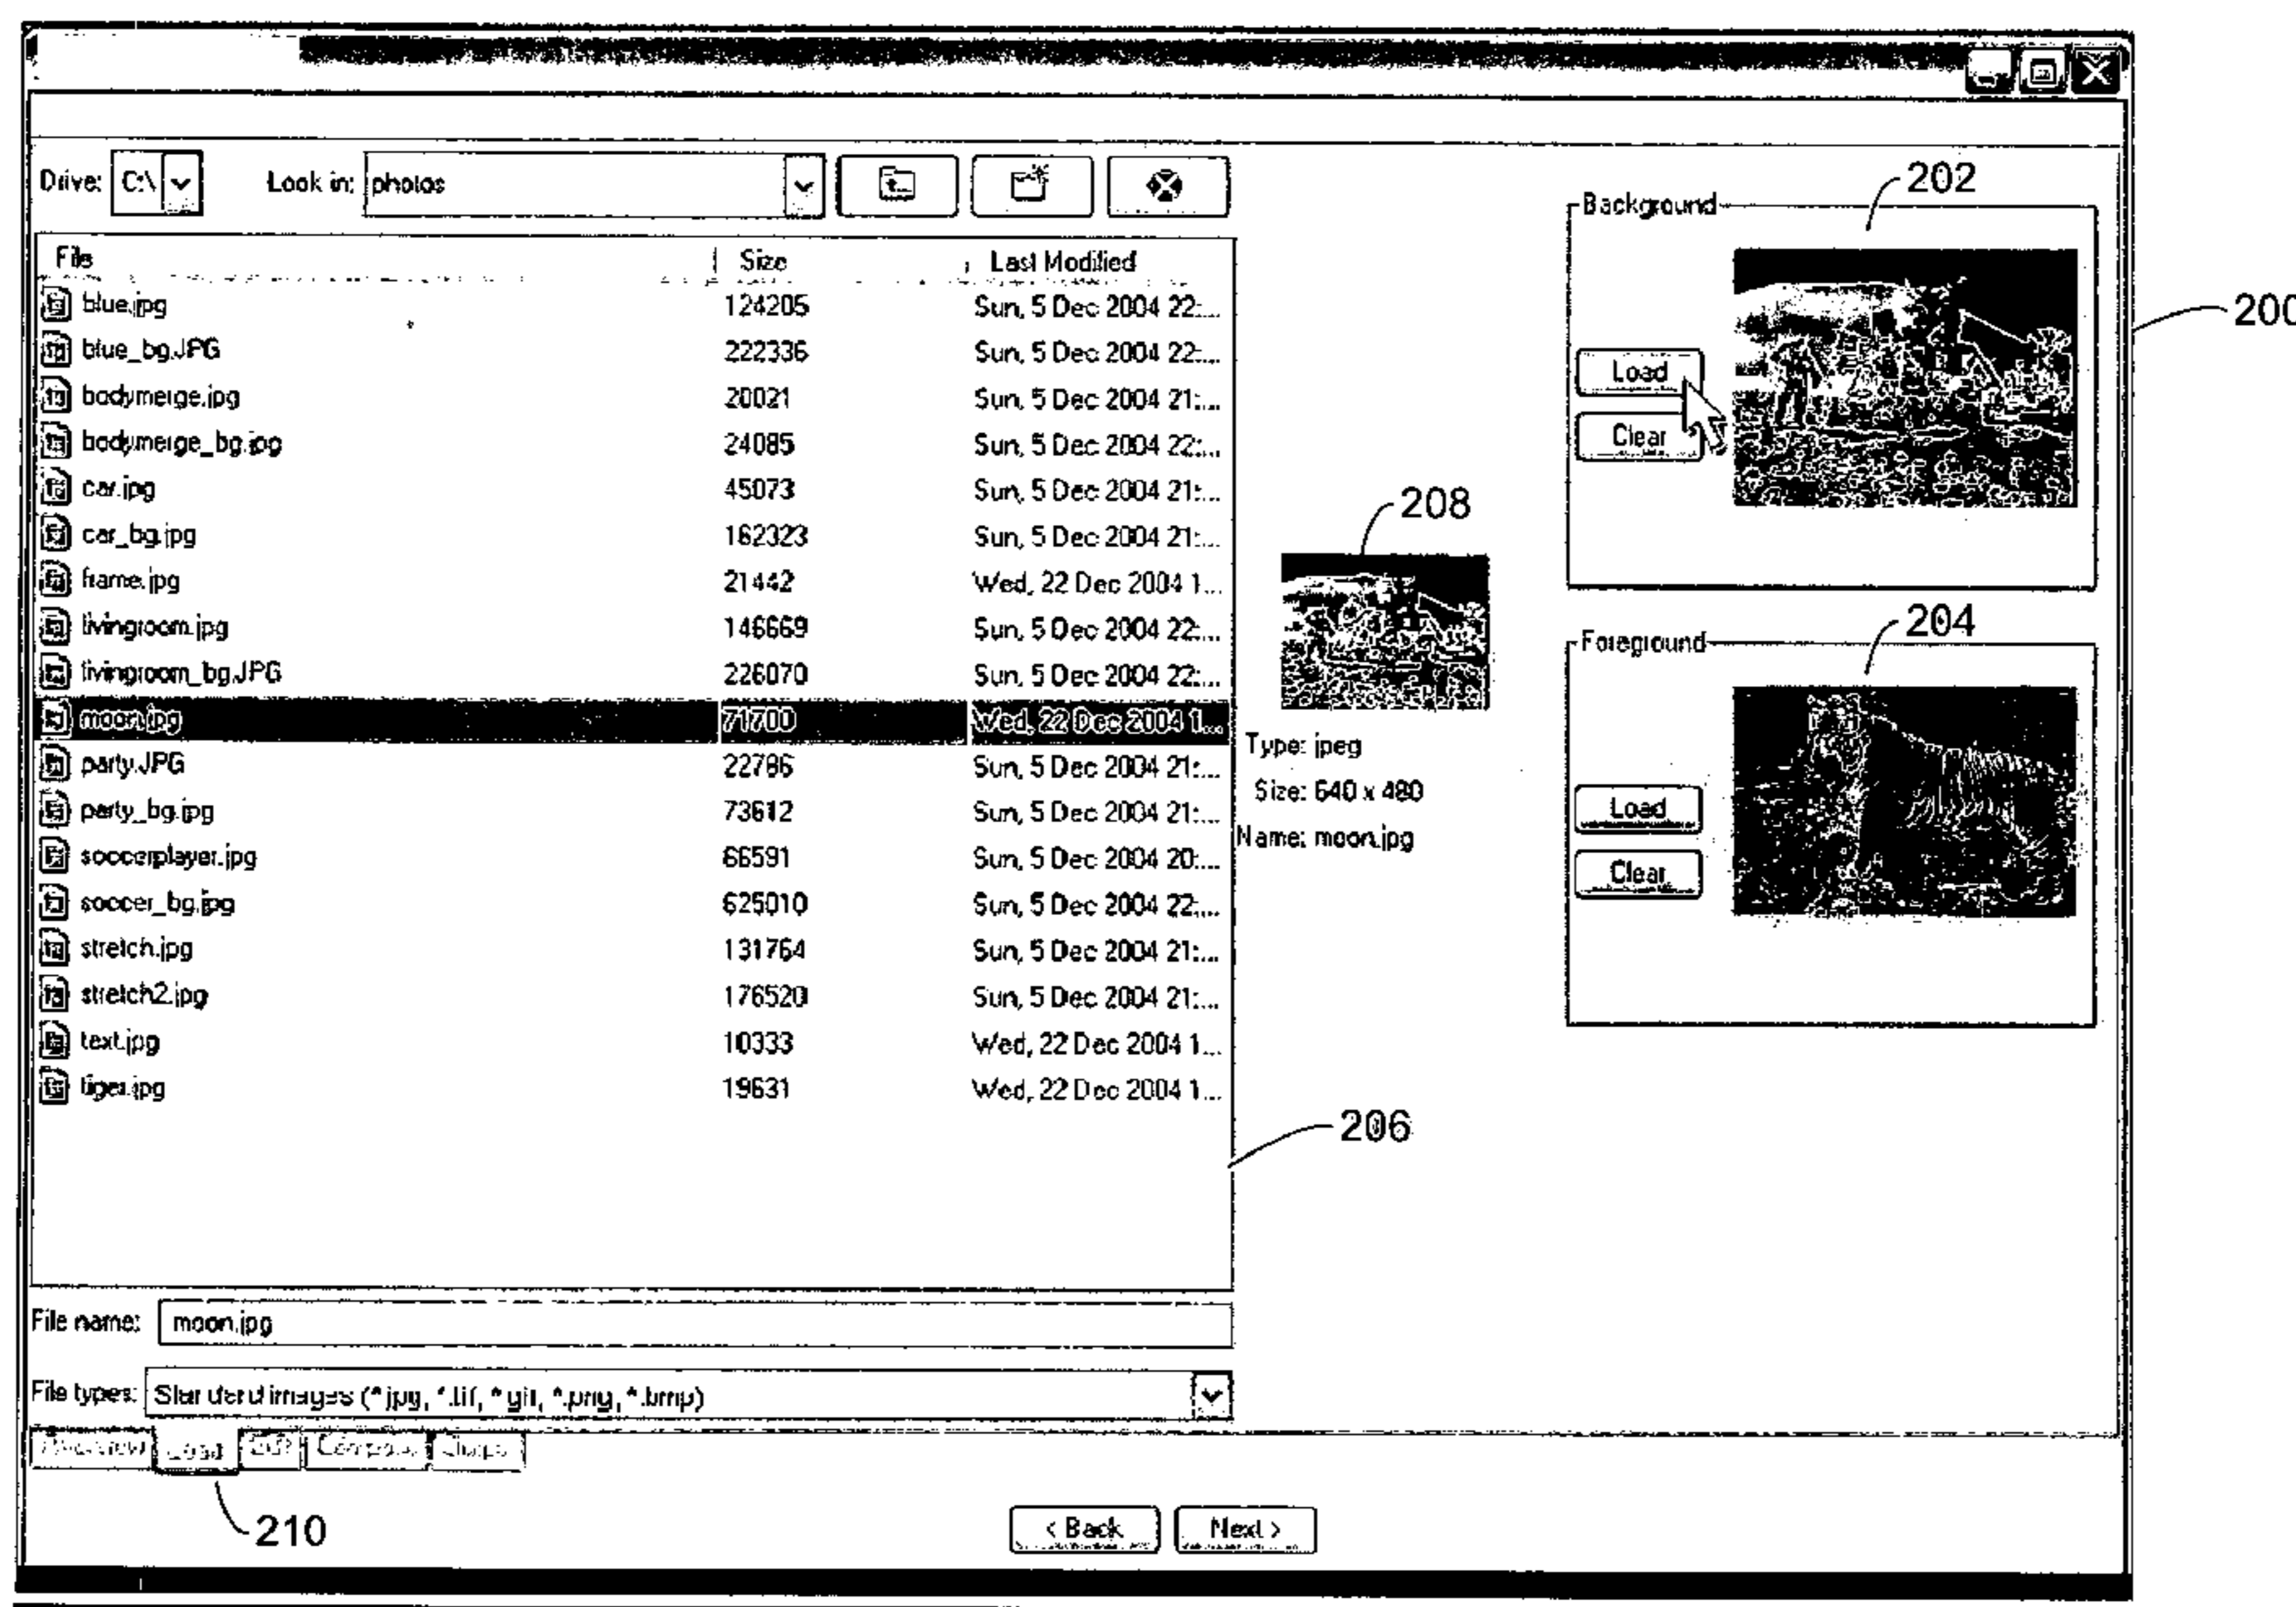 Drive: C:\ Look in: photos
Background 202
File Size Last Modified
blue.jpg 124205 Sun, 5 Dec 2004 22:...
200
blue_bg.JPG 222336 Sun, 5 Dec 2004 22:...
Load
bodymerge.jpg 20021 Sun, 5 Dec 2004 21:...
bodymerge_bg.jpg 24085 Sun, 5 Dec 2004 22:...
Clear
car.jpg 45073 Sun, 5 Dec 2004 21:...
208
car_bg.jpg 162323 Sun, 5 Dec 2004 21:...
frame.jpg 21442 Wed, 22 Dec 2004 1...
livingroom.jpg 146669 Sun, 5 Dec 2004 22:...
Foreground 204
livingroom_bg.JPG 226070 Sun, 5 Dec 2004 22:...
moon.jpg 71700 Wed, 22 Dec 2004 1...
Type: jpeg
party.JPG 22786 Sun, 5 Dec 2004 21:...
Size: 640 x 480
party_bg.jpg 73612 Sun, 5 Dec 2004 21:...
Load
Name: moon.jpg
soccerplayer.jpg 66591 Sun, 5 Dec 2004 20:...
Clear
soccer_bg.jpg 625010 Sun, 5 Dec 2004 22:...
stretch.jpg 131764 Sun, 5 Dec 2004 21:...
stretch2.jpg 176520 Sun, 5 Dec 2004 21:...
text.jpg 10333 Wed, 22 Dec 2004 1...
tiger.jpg 19631 Wed, 22 Dec 2004 1...
206
File name: moon.jpg
File types: Standard images (*.jpg, *.tif, *.gif, *.png, *.bmp)
Load
210
< Back Next >